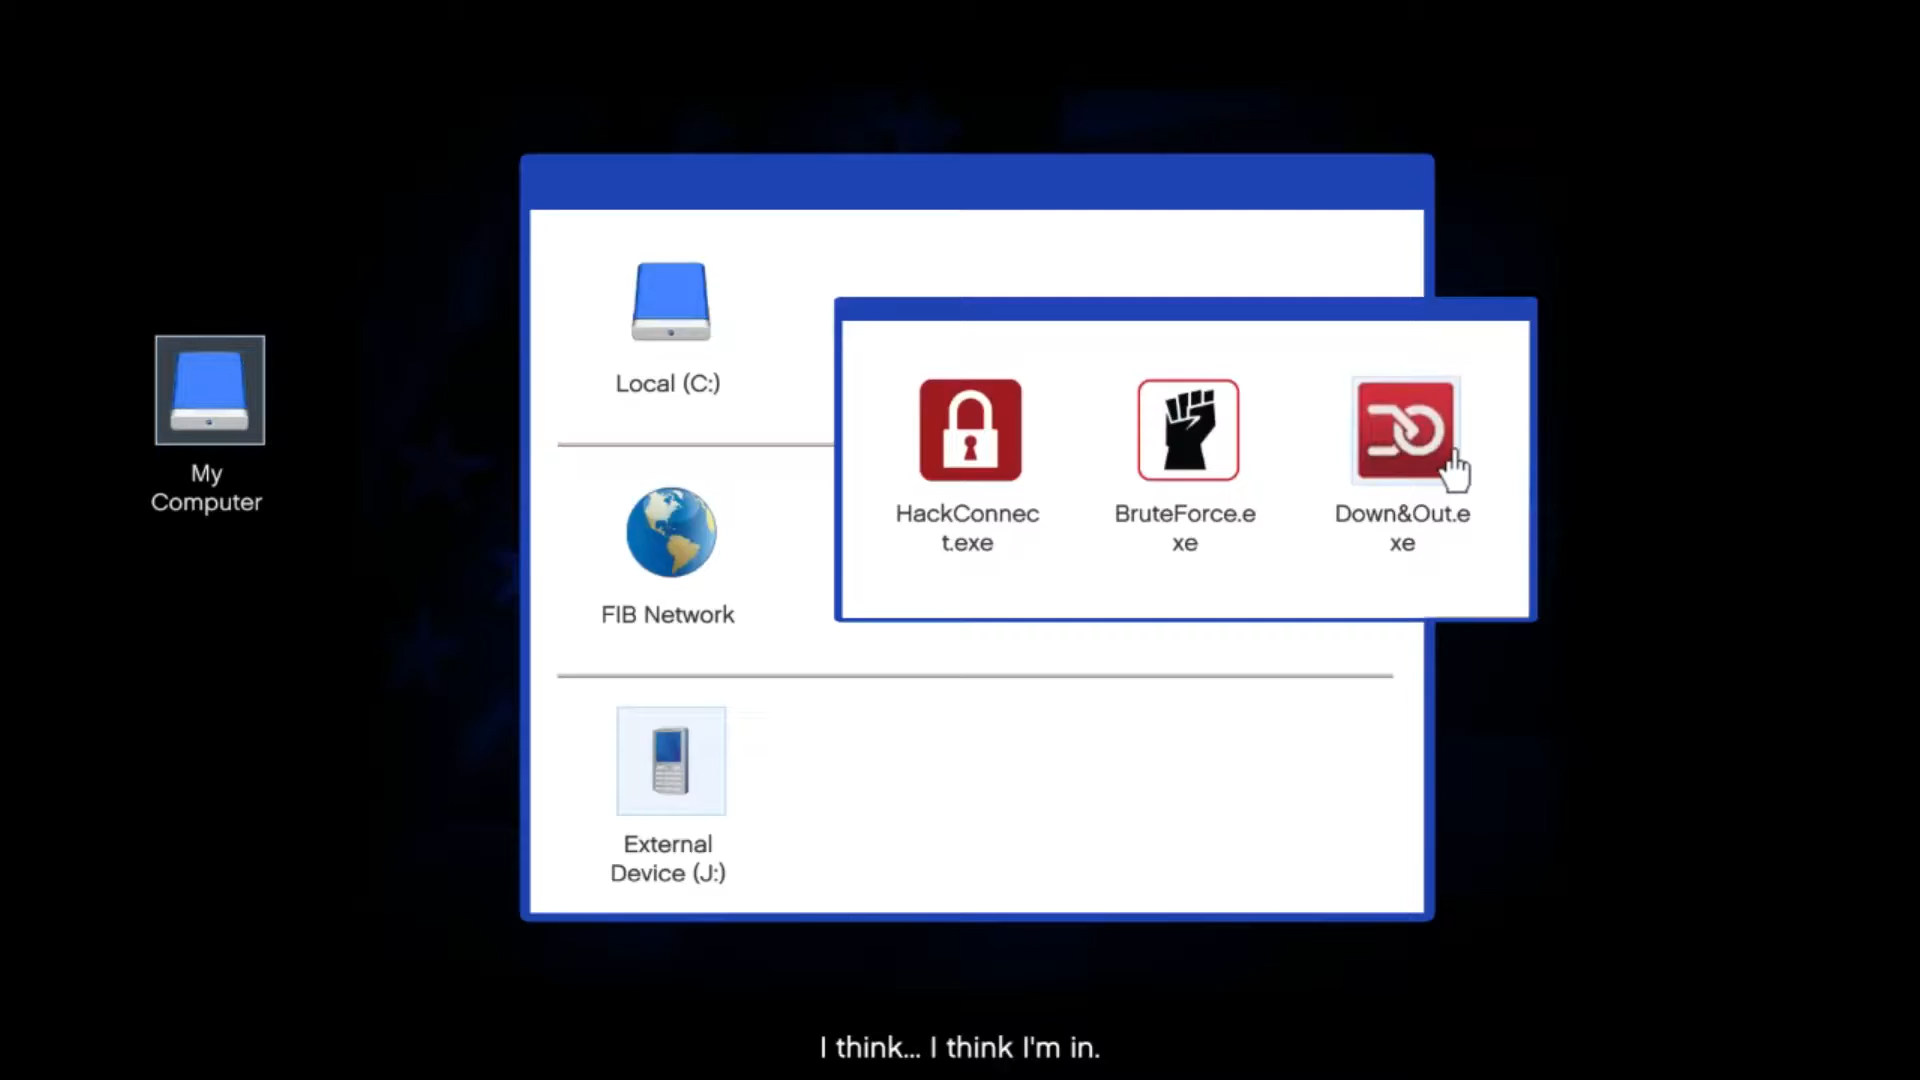 My
Computer
Local (C:)
FIB Network
External
Device (J:)
HackConnec
t.exe
BruteForce.e
xe
Down&Out.e
xe
I think... I think I'm in.